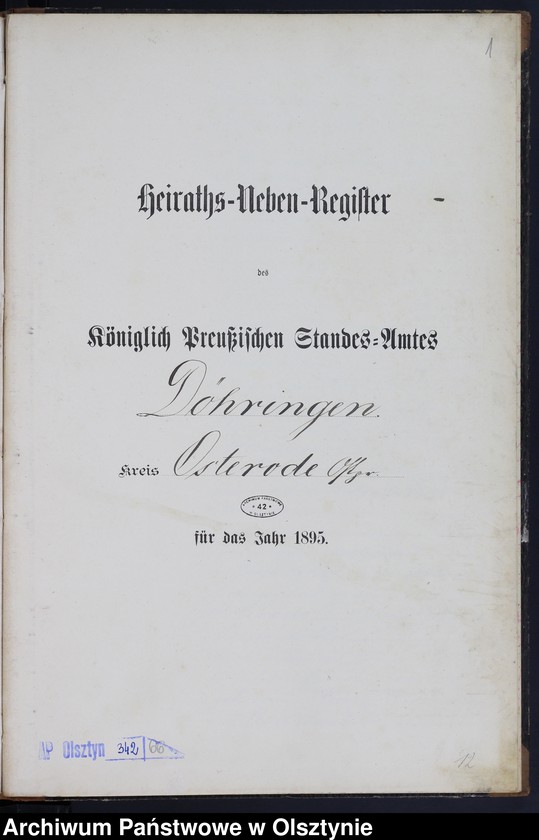 1
Heiraths-Neben-Register
des
Königlich Preußischen Standes-Amtes
Döhringen.
Kreis Osterode Ostpr.
* 42 *
für das Jahr 1895.
AP Olsztyn 342
12
Archiwum Państwowe w Olsztynie